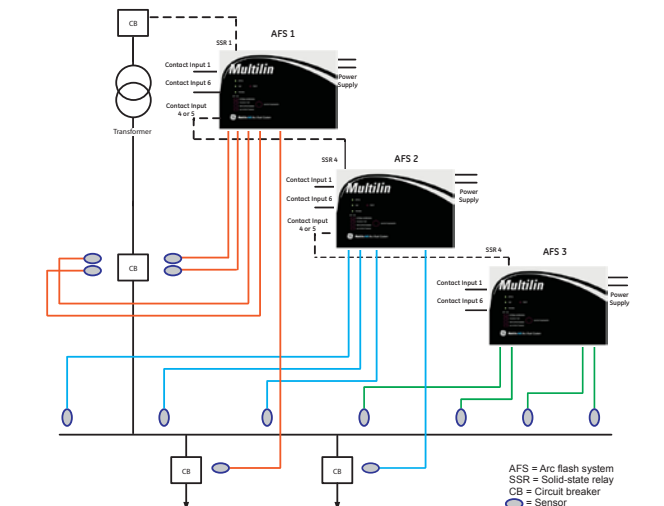 CB
SSR 1
AFS 1
Contact Input 1
Contact Input 6
Contact Input
4 or 5
Multilin
Power
Supply
Transformer
SSR 4
AFS 2
Contact Input 1
Contact Input 6
Contact Input
4 or 5
Multilin
Power
Supply
CB
SSR 4
AFS 3
Contact Input 1
Contact Input 6
Multilin
Power
Supply
CB
CB
AFS = Arc flash system
SSR = Solid-state relay
CB = Circuit breaker
= Sensor